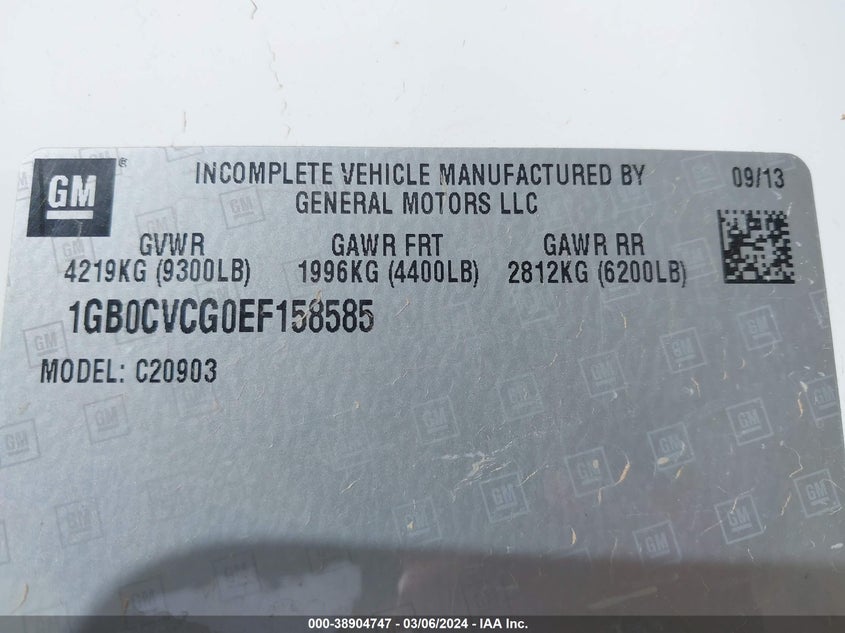 GM
®
INCOMPLETE VEHICLE MANUFACTURED BY
GENERAL MOTORS LLC
09/13
GVWR
4219KG (9300LB)
GAWR FRT
1996KG (4400LB)
GAWR RR
2812KG (6200LB)
1GB0CVCG0EF158585
MODEL: C20903
000-38904747 - 03/06/2024 - IAA Inc.